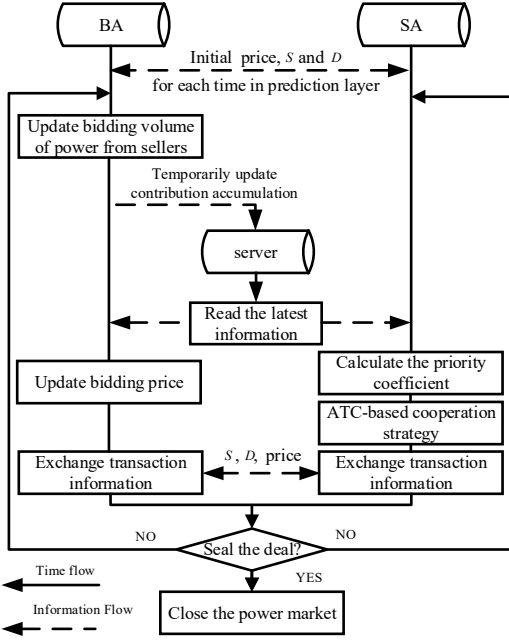 BA
SA
Initial price, S and D
for each time in prediction layer
Update bidding volume
of power from sellers
Temporarily update
contribution accumulation
server
Read the latest
information
Calculate the priority
coefficient
Update bidding price
ATC-based cooperation
strategy
Exchange transaction
information
S, D, price
Exchange transaction
information
NO
Seal the deal?
NO
Time flow
YES
Information Flow
Close the power market